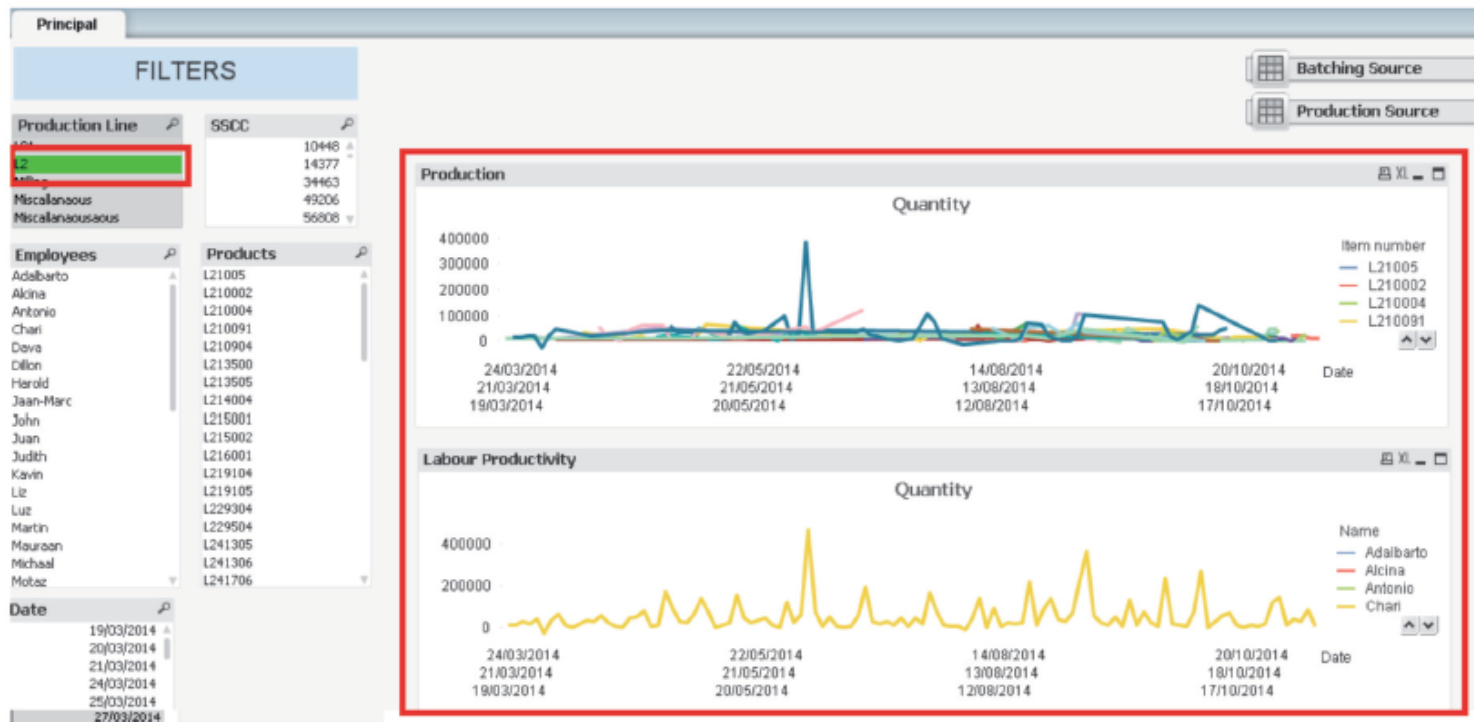 Principal
FILTERS
Batching Source
Production Source
Production Line
L2
Miscallanaous
Miscallanaousaous
SSCC
10448
14377
34463
49206
56808
Employees
Adalbarto
Alcina
Antonio
Chari
Dava
Dillon
Harold
Jaan-Marc
John
Juan
Judith
Kavin
Liz
Luz
Martin
Mauraan
Michaal
Motaz
Products
L21005
L210002
L210004
L210091
L210904
L213500
L213505
L214004
L215001
L215002
L216001
L219104
L219105
L229304
L229504
L241305
L241306
L241706
Date
19/03/2014
20/03/2014
21/03/2014
24/03/2014
25/03/2014
27/03/2014
Production
XL
Quantity
400000
300000
200000
100000
0
24/03/2014 22/05/2014 14/08/2014 20/10/2014
21/03/2014 21/05/2014 13/08/2014 18/10/2014
19/03/2014 20/05/2014 12/08/2014 17/10/2014
Date
Item number
L21005
L210002
L210004
L210091
Labour Productivity
XL
Quantity
400000
200000
0
24/03/2014 22/05/2014 14/08/2014 20/10/2014
21/03/2014 21/05/2014 13/08/2014 18/10/2014
19/03/2014 20/05/2014 12/08/2014 17/10/2014
Date
Name
Adalbarto
Alcina
Antonio
Chari